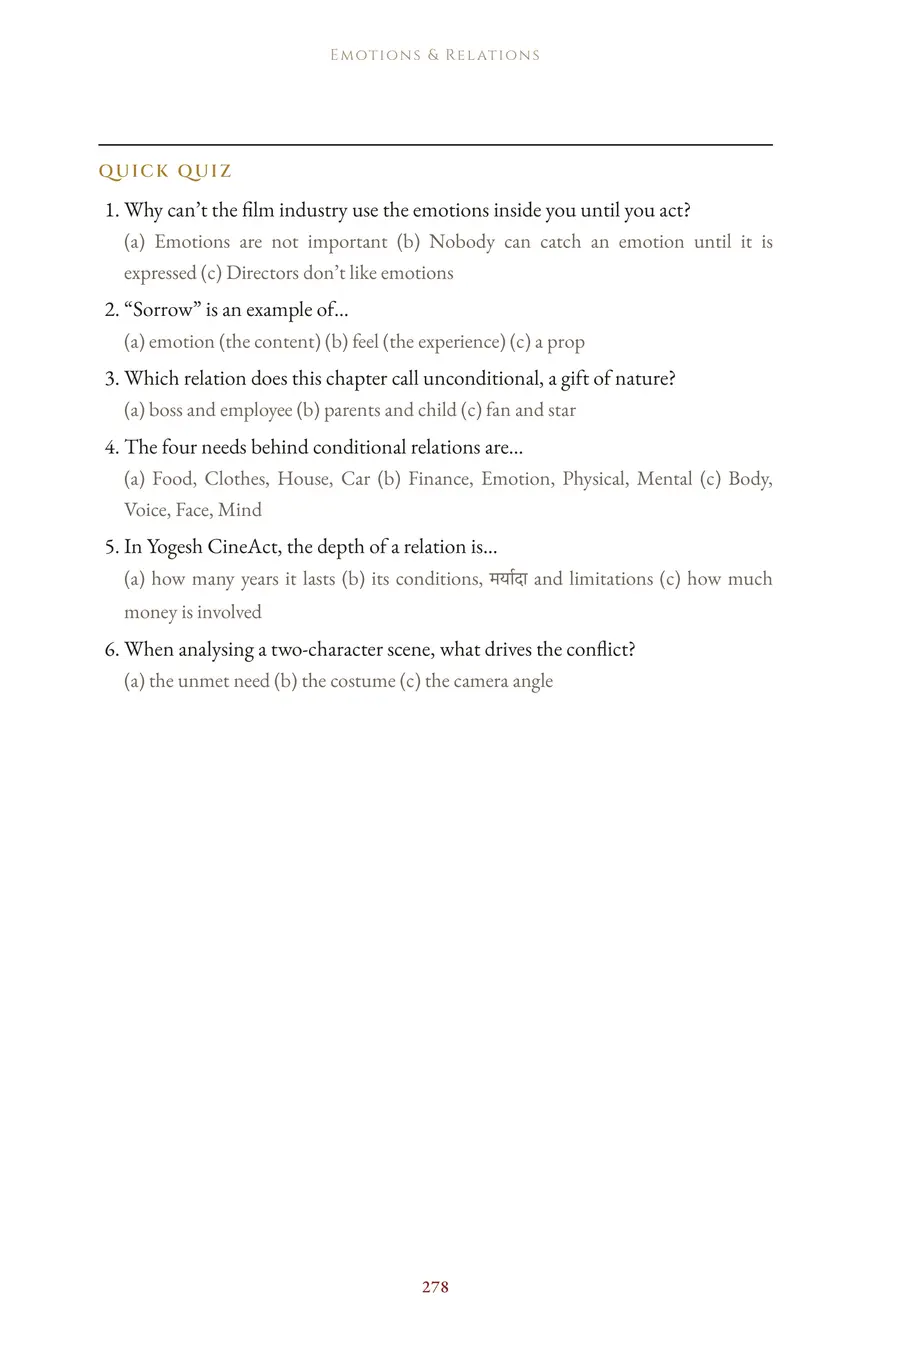 Emotions & Relations
QUICK QUIZ
1. Why can’t the film industry use the emotions inside you until you act?
(a) Emotions are not important (b) Nobody can catch an emotion until it is
expressed (c) Directors don’t like emotions
2. “Sorrow” is an example of…
(a) emotion (the content) (b) feel (the experience) (c) a prop
3. Which relation does this chapter call unconditional, a gift of nature?
(a) boss and employee (b) parents and child (c) fan and star
4. The four needs behind conditional relations are…
(a) Food, Clothes, House, Car (b) Finance, Emotion, Physical, Mental (c) Body,
Voice, Face, Mind
5. In Yogesh CineAct, the depth of a relation is…
(a) how many years it lasts (b) its conditions, मर्यादा and limitations (c) how much
money is involved
6. When analysing a two-character scene, what drives the conflict?
(a) the unmet need (b) the costume (c) the camera angle
278